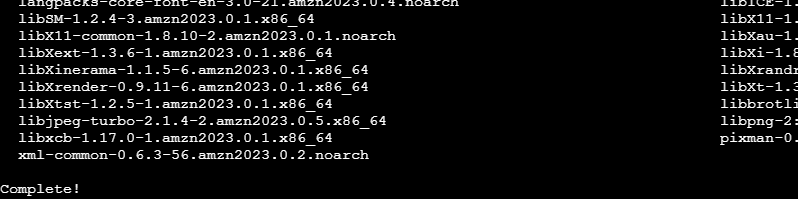 langpacks-core-font-en-3.0-21.amzn2023.0.4.noarch libICE-1.
libSM-1.2.4-3.amzn2023.0.1.x86_64 libX11-1.
libX11-common-1.8.10-2.amzn2023.0.1.noarch libXau-1.
libXext-1.3.6-1.amzn2023.0.1.x86_64 libXi-1.8
libXinerama-1.1.5-6.amzn2023.0.1.x86_64 libXrandr
libXrender-0.9.11-6.amzn2023.0.1.x86_64 libXt-1.3
libXtst-1.2.5-1.amzn2023.0.1.x86_64 libbrotli
libjpeg-turbo-2.1.4-2.amzn2023.0.5.x86_64 libpng-2:
libxcb-1.17.0-1.amzn2023.0.1.x86_64 pixman-0.
xml-common-0.6.3-56.amzn2023.0.2.noarch
Complete!